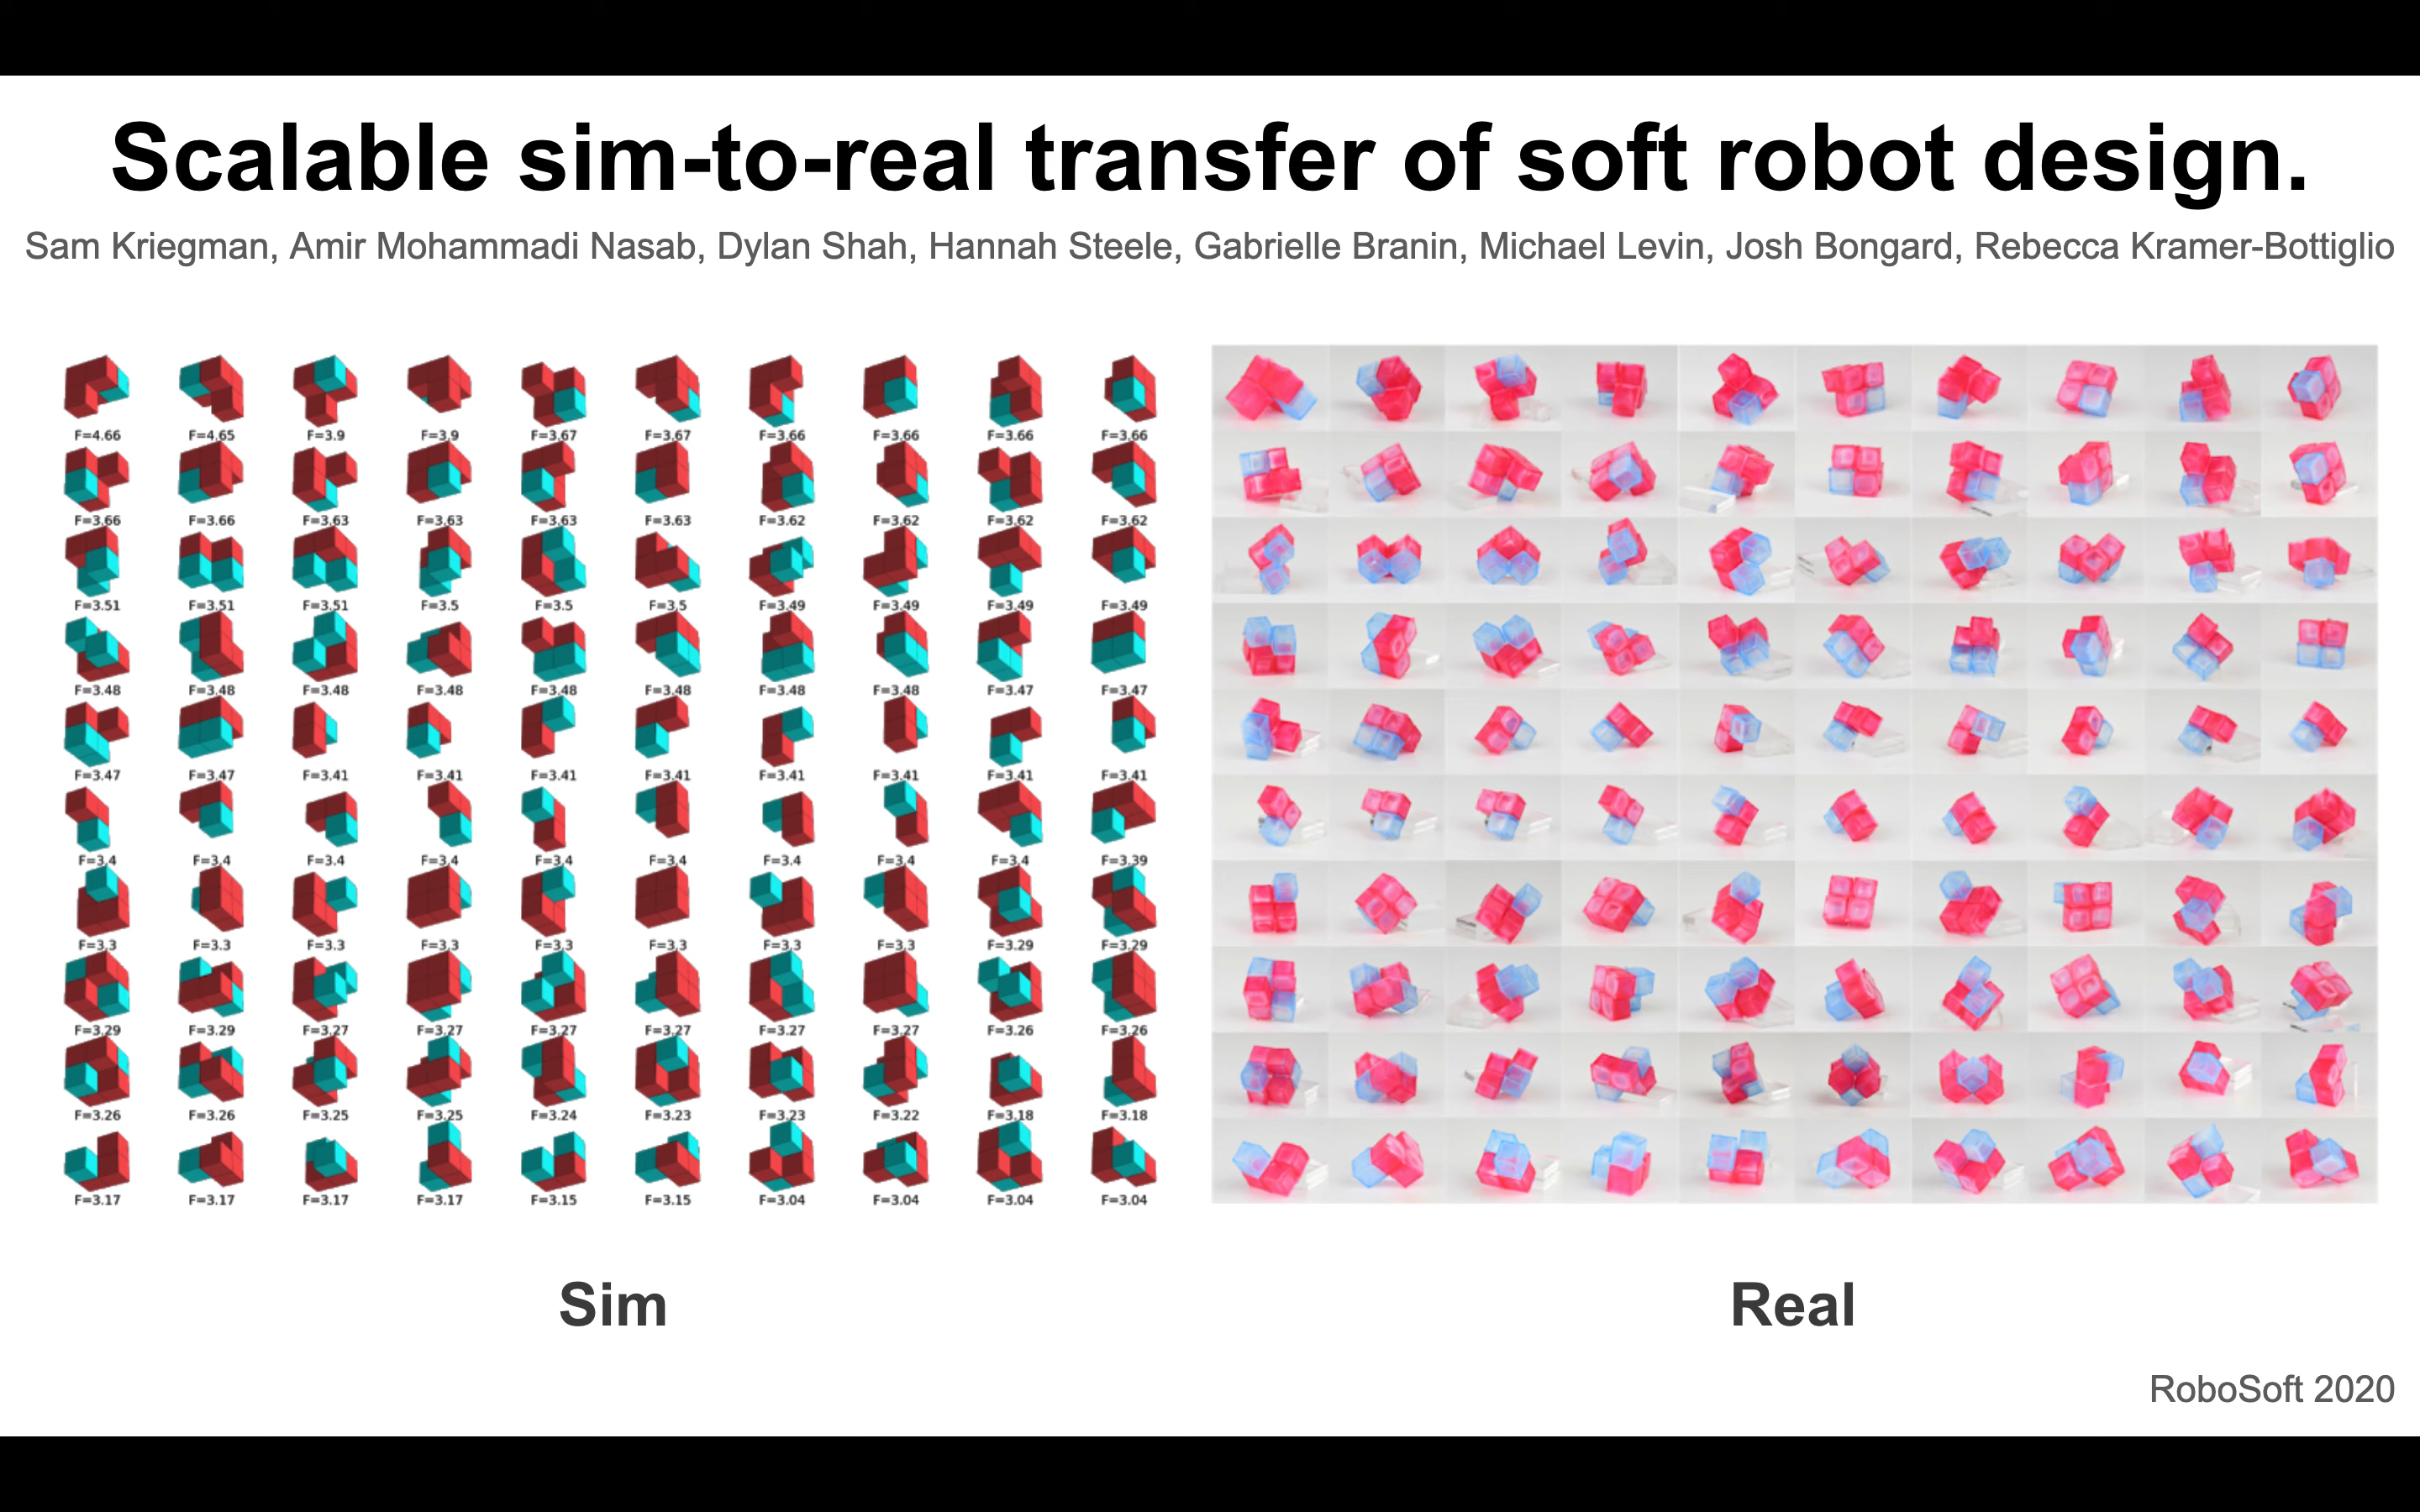 Scalable sim-to-real transfer of soft robot design.
Sam Kriegman, Amir Mohammadi Nasab, Dylan Shah, Hannah Steele, Gabrielle Branin, Michael Levin, Josh Bongard, Rebecca Kramer-Bottiglio
F=4.66 F=4.65 F=3.9 F=3.9 F=3.67 F=3.67 F=3.66 F=3.66 F=3.66 F=3.66
F=3.66 F=3.66 F=3.63 F=3.63 F=3.63 F=3.63 F=3.62 F=3.62 F=3.62 F=3.62
F=3.51 F=3.51 F=3.51 F=3.5 F=3.5 F=3.5 F=3.49 F=3.49 F=3.49 F=3.49
F=3.48 F=3.48 F=3.48 F=3.48 F=3.48 F=3.48 F=3.48 F=3.48 F=3.47 F=3.47
F=3.47 F=3.47 F=3.41 F=3.41 F=3.41 F=3.41 F=3.41 F=3.41 F=3.41 F=3.41
F=3.4 F=3.4 F=3.4 F=3.4 F=3.4 F=3.4 F=3.4 F=3.4 F=3.4 F=3.39
F=3.3 F=3.3 F=3.3 F=3.3 F=3.3 F=3.3 F=3.3 F=3.3 F=3.29 F=3.29
F=3.29 F=3.29 F=3.27 F=3.27 F=3.27 F=3.27 F=3.27 F=3.27 F=3.26 F=3.26
F=3.26 F=3.26 F=3.25 F=3.25 F=3.24 F=3.23 F=3.23 F=3.22 F=3.18 F=3.18
F=3.17 F=3.17 F=3.17 F=3.17 F=3.15 F=3.15 F=3.04 F=3.04 F=3.04 F=3.04
Sim
Real
RoboSoft 2020